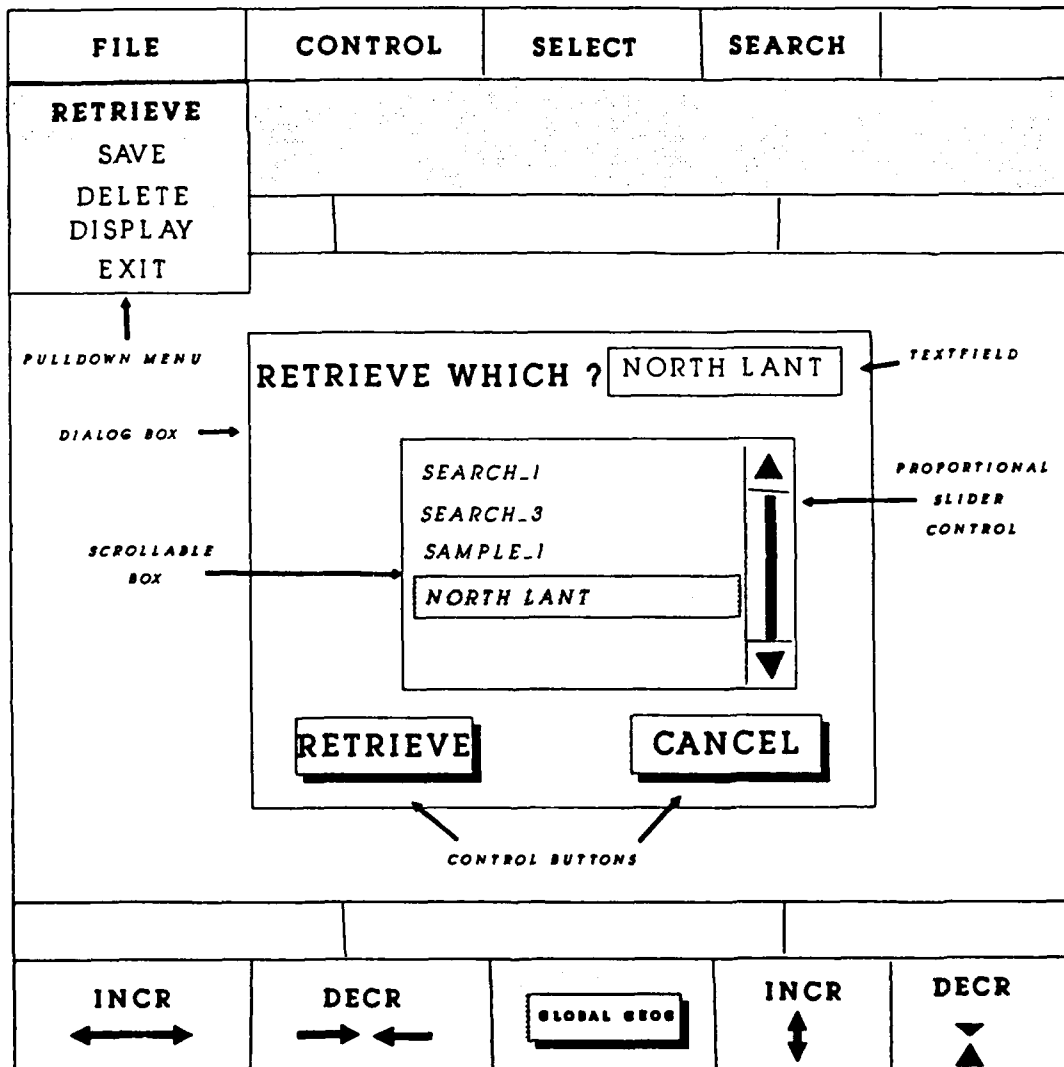 FILE CONTROL SELECT SEARCH
RETRIEVE
SAVE
DELETE
DISPLAY
EXIT
PULLDOWN MENU
RETRIEVE WHICH ? NORTH LANT
TEXTFIELD
DIALOG BOX
SEARCH_1
SEARCH_3
SAMPLE_1
NORTH LANT
PROPORTIONAL
SLIDER
CONTROL
SCROLLABLE
BOX
RETRIEVE CANCEL
CONTROL BUTTONS
INCR DECR GLOBAL GEOG INCR DECR